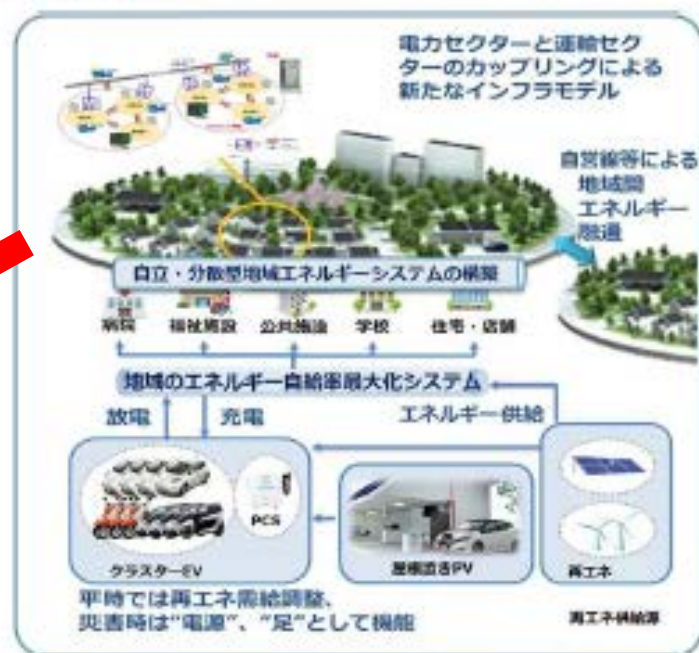 電力セクターと運輸セク
ターのカップリングによる
新たなインフラモデル
自営線等による
地域間
エネルギー
融通
自立・分散型地域エネルギーシステムの構築
病院 福祉施設 公共施設 学校 住宅・店舗
地域のエネルギー自給率最大化システム
放電 充電 エネルギー供給
PCS
クラスターEV
屋根置きPV
再エネ
平時では再エネ需給調整、
災害時は“電源”、“足”として機能
再エネ供給源